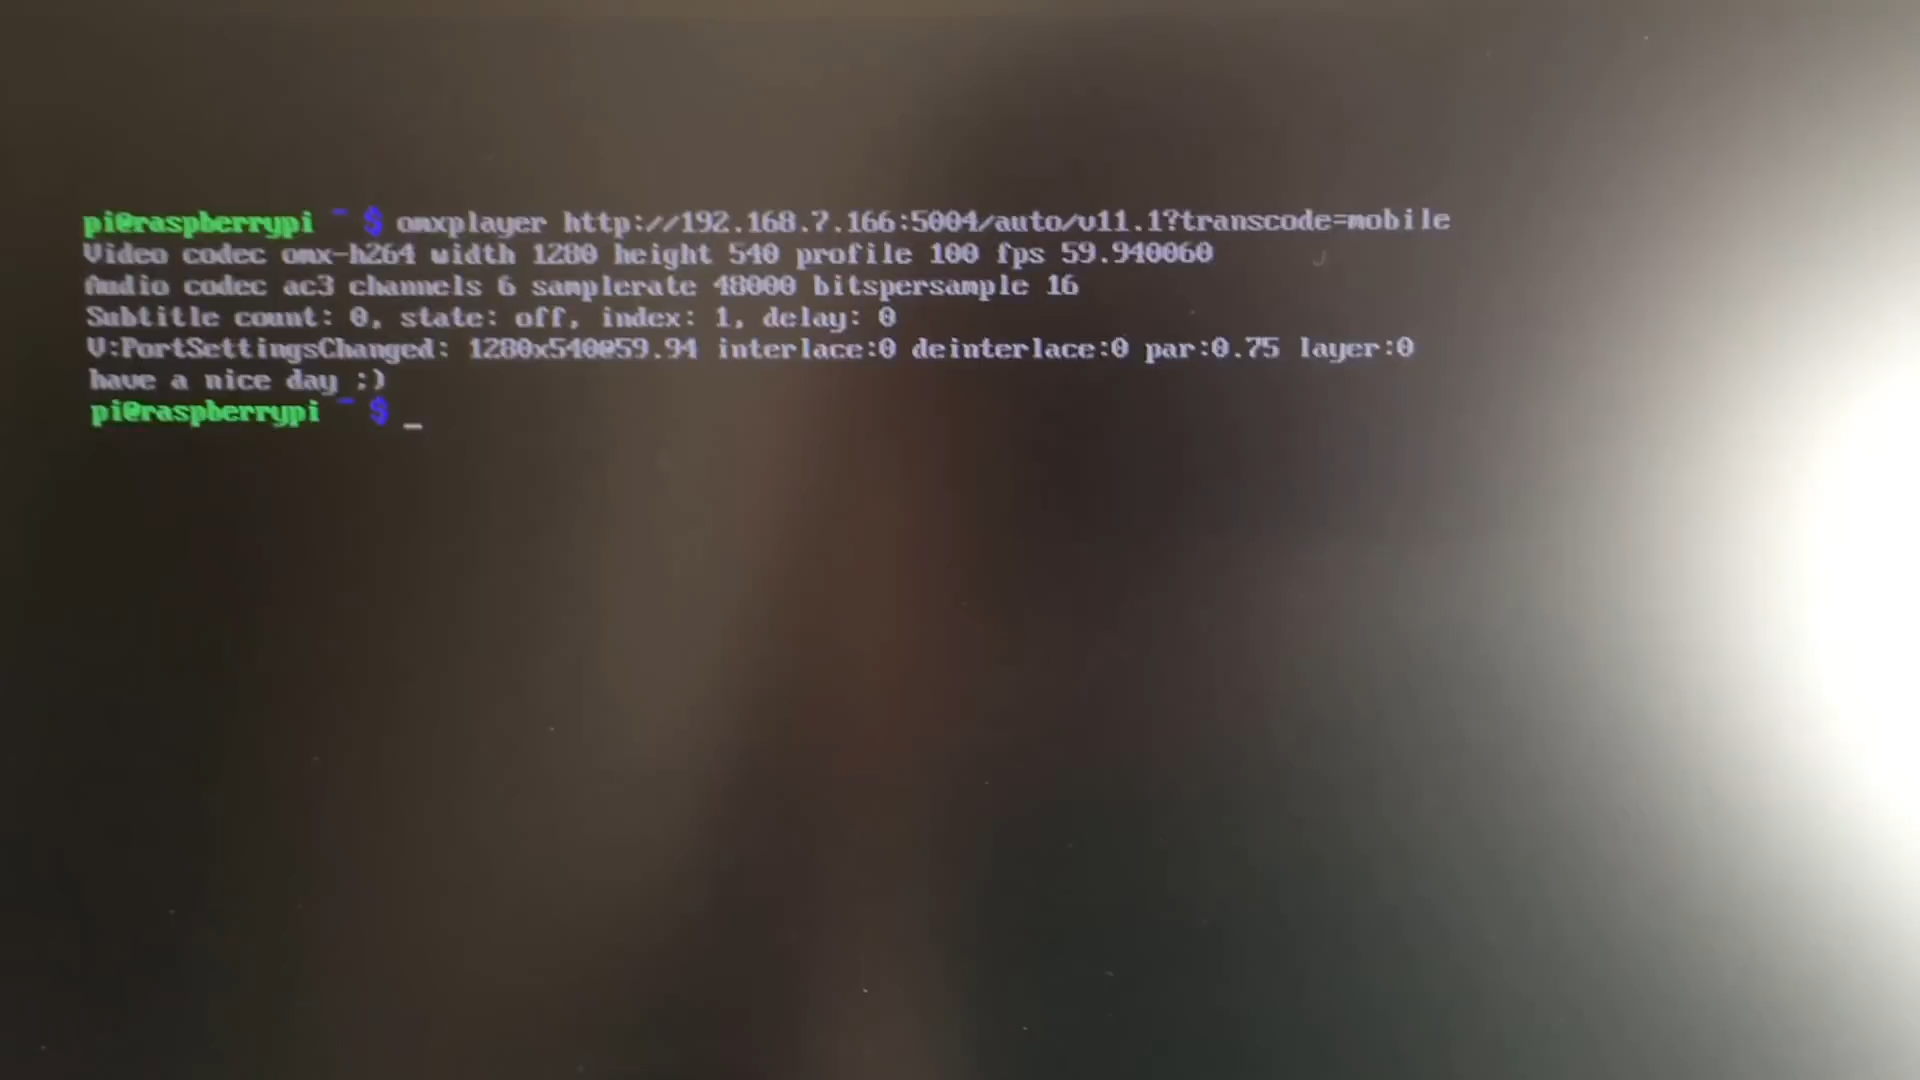 pi@raspberrypi ~ $ omxplayer http://192.168.7.166:5004/auto/v11.1?transcode=mobile
Video codec omx-h264 width 1280 height 540 profile 100 fps 59.940060
Audio codec ac3 channels 6 samplerate 48000 bitspersample 16
Subtitle count: 0, state: off, index: 1, delay: 0
V:PortSettingsChanged: 1280x540@59.94 interlace:0 deinterlace:0 par:0.75 layer:0
have a nice day ;)
pi@raspberrypi ~ $ _